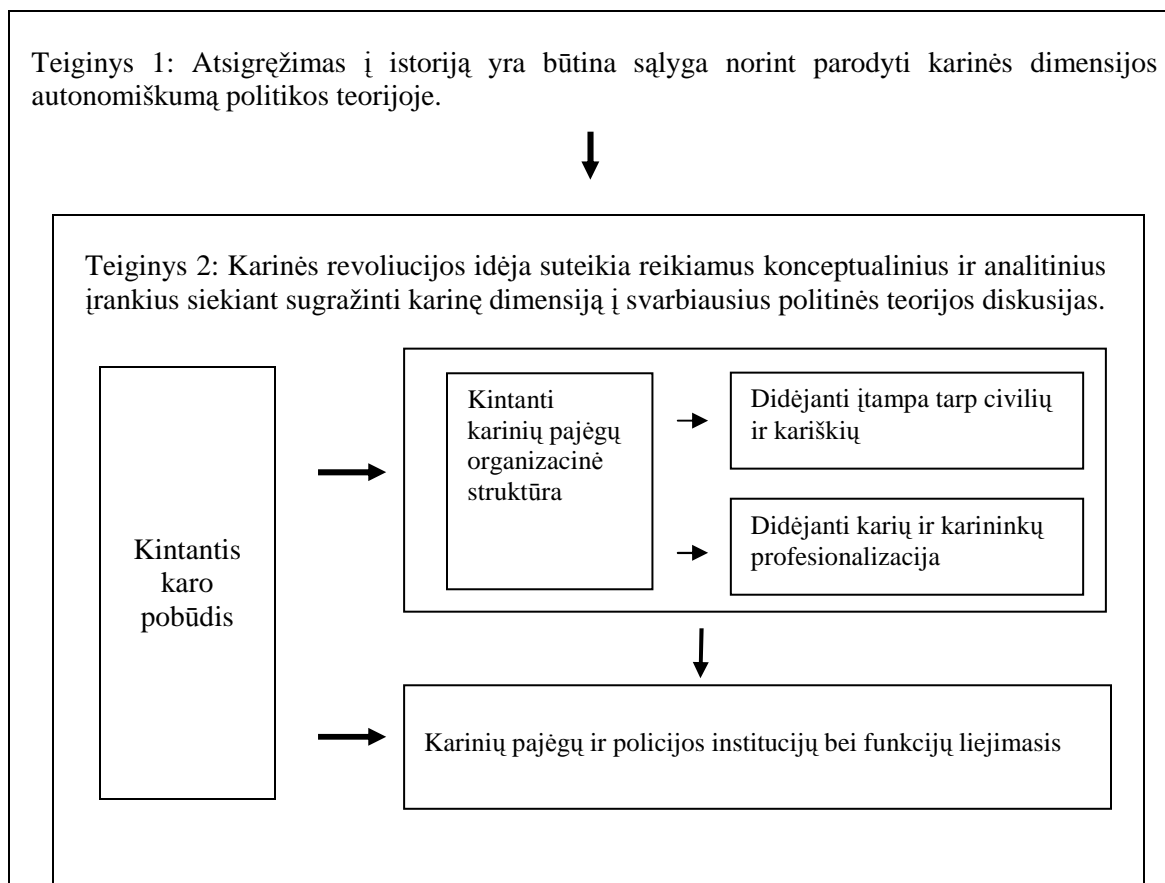 Teiginys 1: Atsigręžimas į istoriją yra būtina sąlyga norint parodyti karinės dimensijos
autonomiškumą politikos teorijoje.
Teiginys 2: Karinės revoliucijos idėja suteikia reikiamus konceptualinius ir analitinius
įrankius siekiant sugražinti karinę dimensiją į svarbiausius politinės teorijos diskusijas.
Kintantis
karo
pobūdis
Kintanti
karinių pajėgų
organizacinė
struktūra
Didėjanti įtampa tarp civilių
ir kariškių
Didėjanti karių ir karininkų
profesionalizacija
Karinių pajėgų ir policijos institucijų bei funkcijų liejimasis